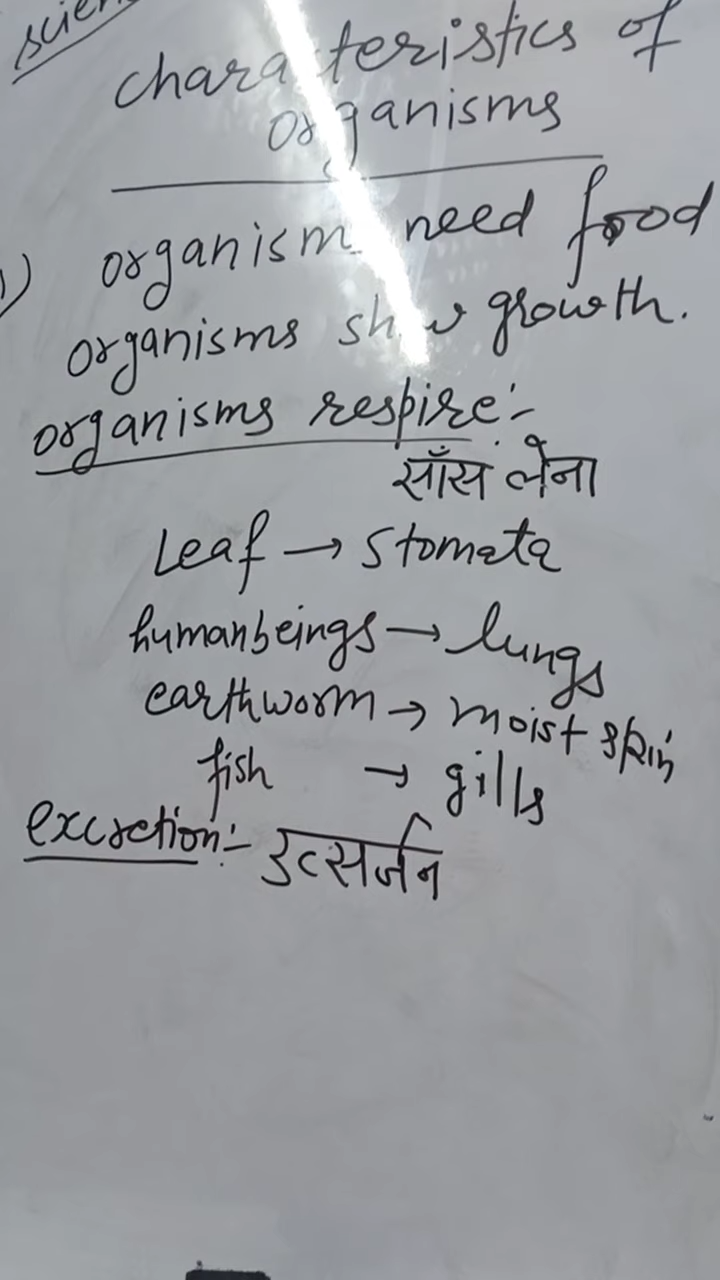 characteristics of
organisms
1) organism need food
organisms show growth.
organisms respire:-
साँस लेना
Leaf → stomata
humanbeings → lungs
earthworm → moist skin
fish → gills
excretion:- उत्सर्जन